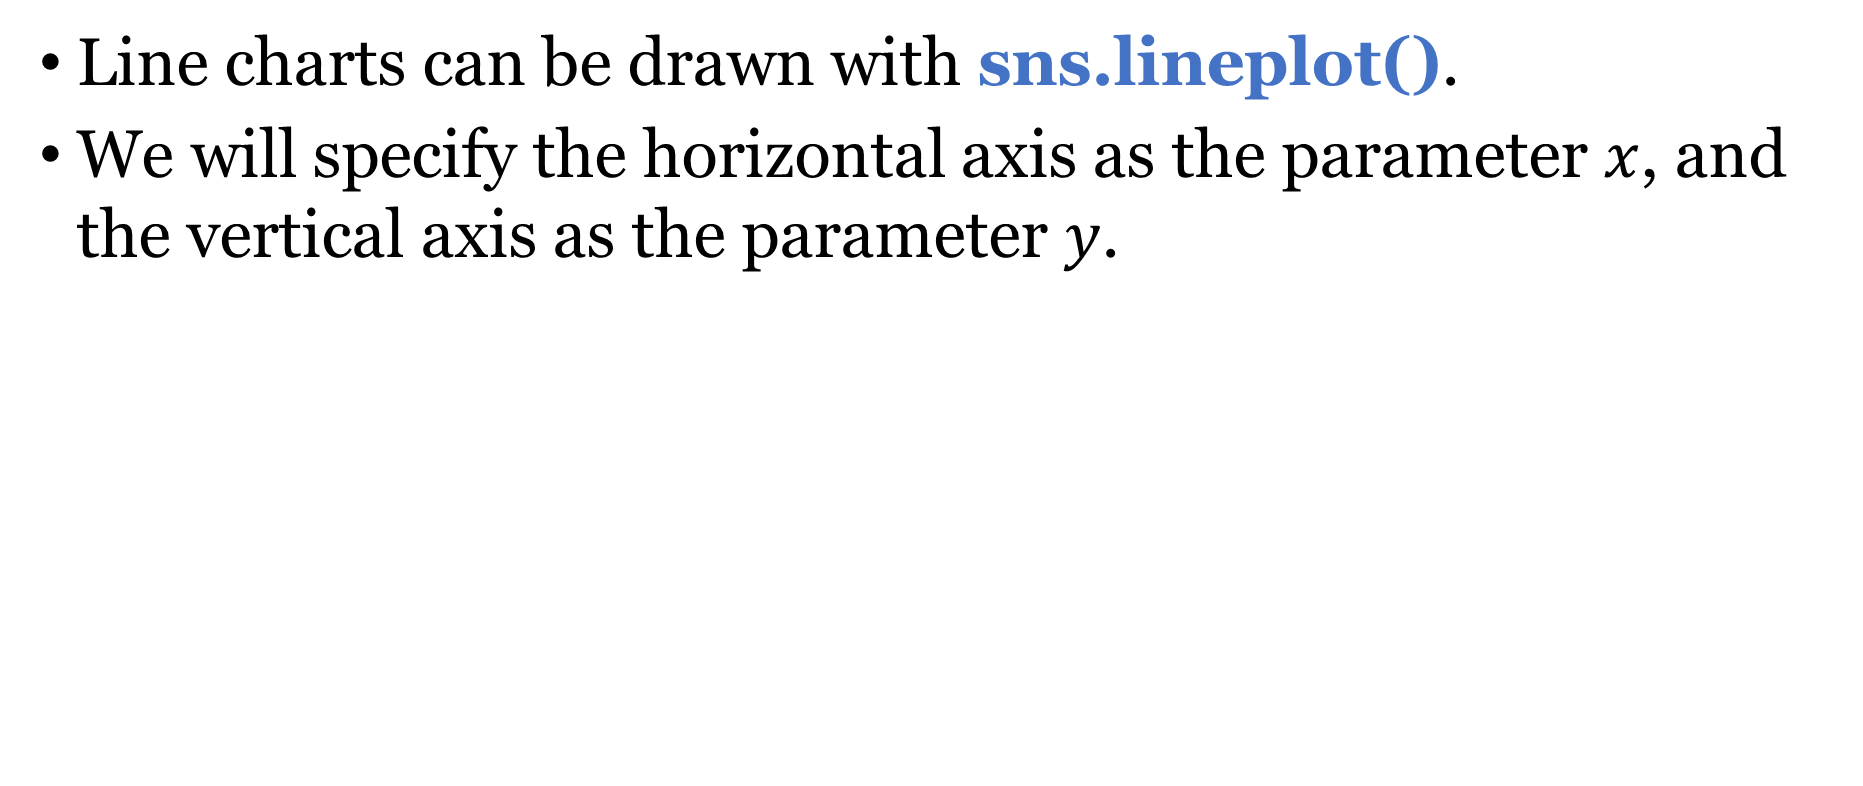 • Line charts can be drawn with sns.lineplot().
• We will specify the horizontal axis as the parameter x, and
the vertical axis as the parameter y.